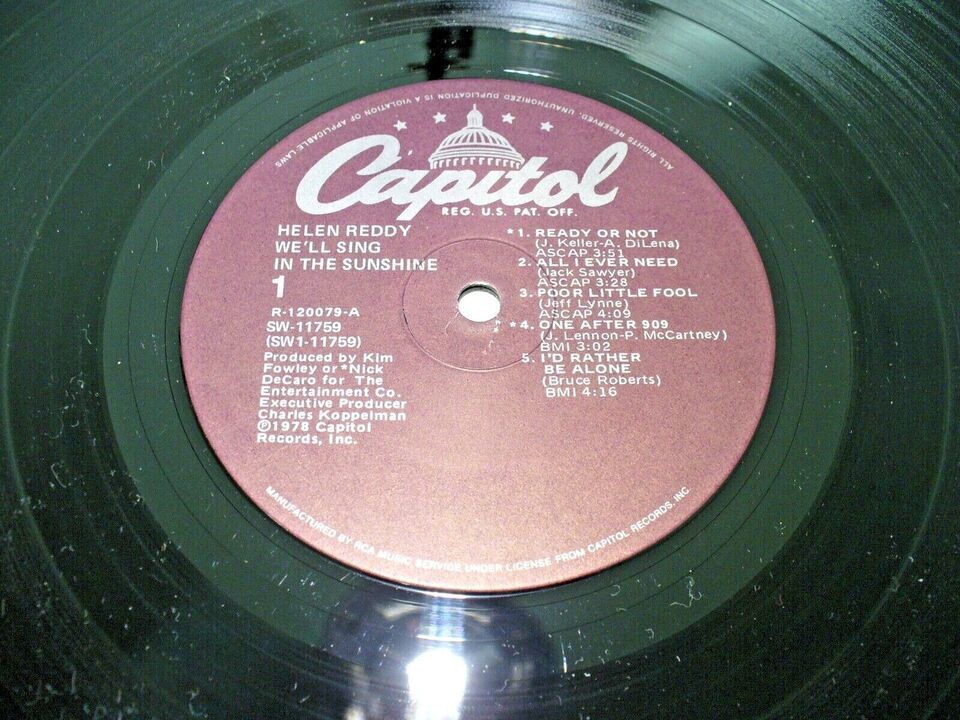 ALL RIGHTS RESERVED. UNAUTHORIZED DUPLICATION IS A VIOLATION OF APPLICABLE LAWS
Capitol
REG. U.S. PAT. OFF.
HELEN REDDY
WE'LL SING
IN THE SUNSHINE
1
R-120079-A
SW-11759
(SW1-11759)
Produced by Kim
Fowley or *Nick
DeCaro for The
Entertainment Co.
Executive Producer
Charles Koppelman
℗1978 Capitol
Records, Inc.
*1. READY OR NOT
(J. Keller-A. DiLena)
ASCAP 3:51
2. ALL I EVER NEED
(Jack Sawyer)
ASCAP 3:28
3. POOR LITTLE FOOL
(Jeff Lynne)
ASCAP 4:09
*4. ONE AFTER 909
(J. Lennon-P. McCartney)
BMI 3:02
5. I'D RATHER
BE ALONE
(Bruce Roberts)
BMI 4:16
MANUFACTURED BY RCA MUSIC SERVICE UNDER LICENSE FROM CAPITOL RECORDS, INC.